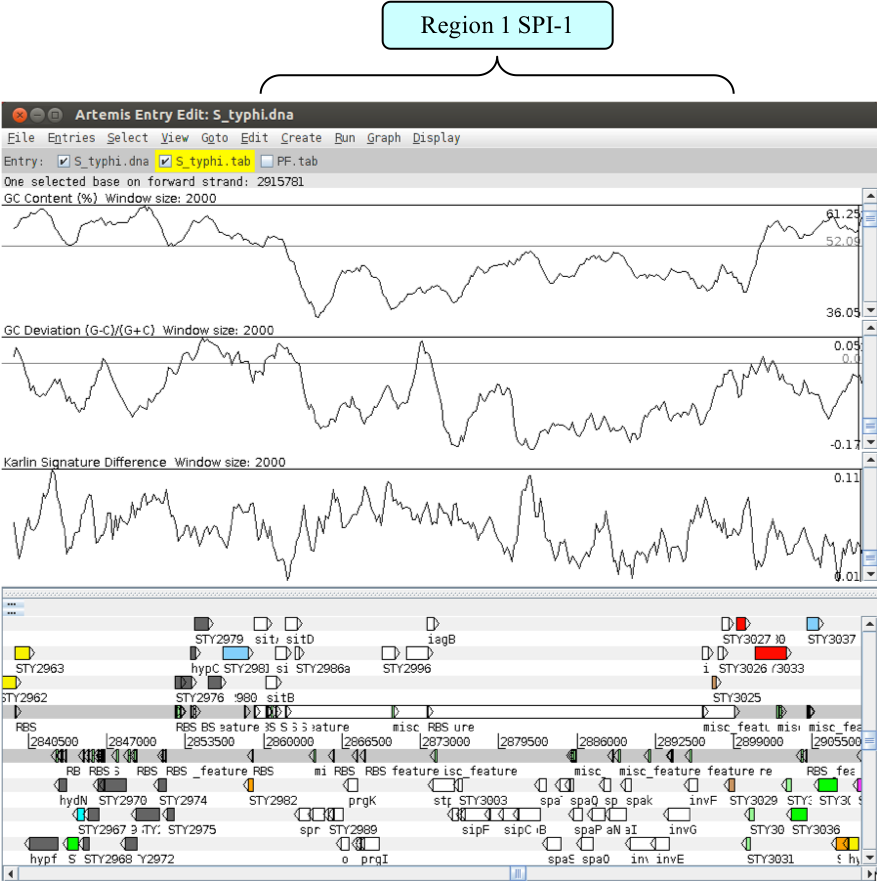 Region 1 SPI-1
Artemis Entry Edit: S_typhi.dna
File Entries Select View Goto Edit Create Run Graph Display
Entry: S_typhi.dna S_typhi.tab PF.tab
One selected base on forward strand: 2915781
GC Content (%) Window size: 2000
61.25
52.09
36.05
GC Deviation (G-C)/(G+C) Window size: 2000
0.05
0.0
-0.17
Karlin Signature Difference Window size: 2000
0.11
0.01
STY2979 sit sitD iagB STY3027 30 STY3037
STY2963 hypC STY2981 si STY2986a STY2996 i STY3026 Y3033
STY2962 STY2976 980 sitB STY3025
RBS RBS BS eature BS S S S eature misc RBS ure misc_featu misc misc_fea
2840500 2847000 2853500 2860000 2866500 2873000 2879500 2886000 2892500 2899000 2905500
RB RBS S RBS RBS _feature RBS mi RBS RBS feature isc_feature misc_ misc_feature feature re RBS_fea
hydN STY2970 STY2974 STY2982 prgK stp STY3003 spa spaQ sp spak invF STY3029 STY3 STY30
STY2967 9 STY2975 spr STY2989 sipF sipC B spaP aN aI invG STY30 STY3036
hypf S STY2968 Y2972 o prgI spaS spaO in invE STY3031 S hy